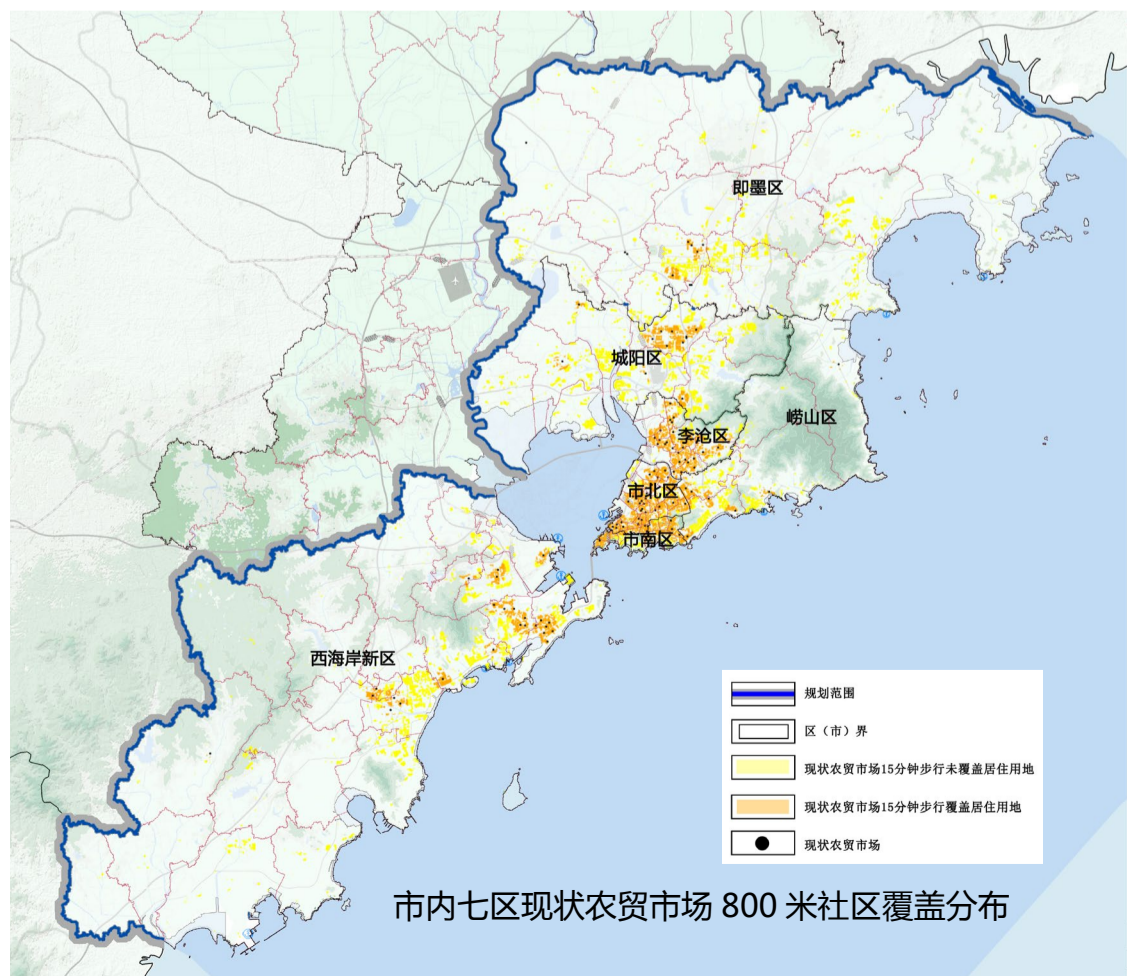 即墨区
城阳区
崂山区
李沧区
市北区
市南区
西海岸新区
规划范围
区（市）界
现状农贸市场15分钟步行未覆盖居住用地
现状农贸市场15分钟步行覆盖居住用地
现状农贸市场
市内七区现状农贸市场 800 米社区覆盖分布